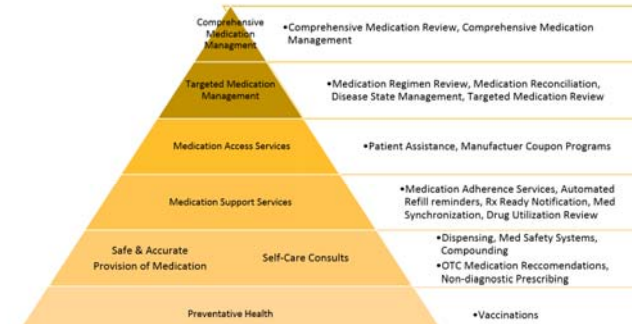 Comprehensive
Medication
Managment
•Comprehensive Medication Review, Comprehensive Medication
Management
Targeted Medication
Management
•Medication Regimen Review, Medication Reconciliation,
Disease State Management, Targeted Medication Review
Medication Access Services
•Patient Assistance, Manufactuer Coupon Programs
Medication Support Services
•Medication Adherence Services, Automated
Refill reminders, Rx Ready Notification, Med
Synchronization, Drug Utilization Review
Safe & Accurate
Provision of Medication
Self-Care Consults
•Dispensing, Med Safety Systems,
Compounding
•OTC Medication Reccomendations,
Non-diagnostic Prescribing
Preventative Health
•Vaccinations